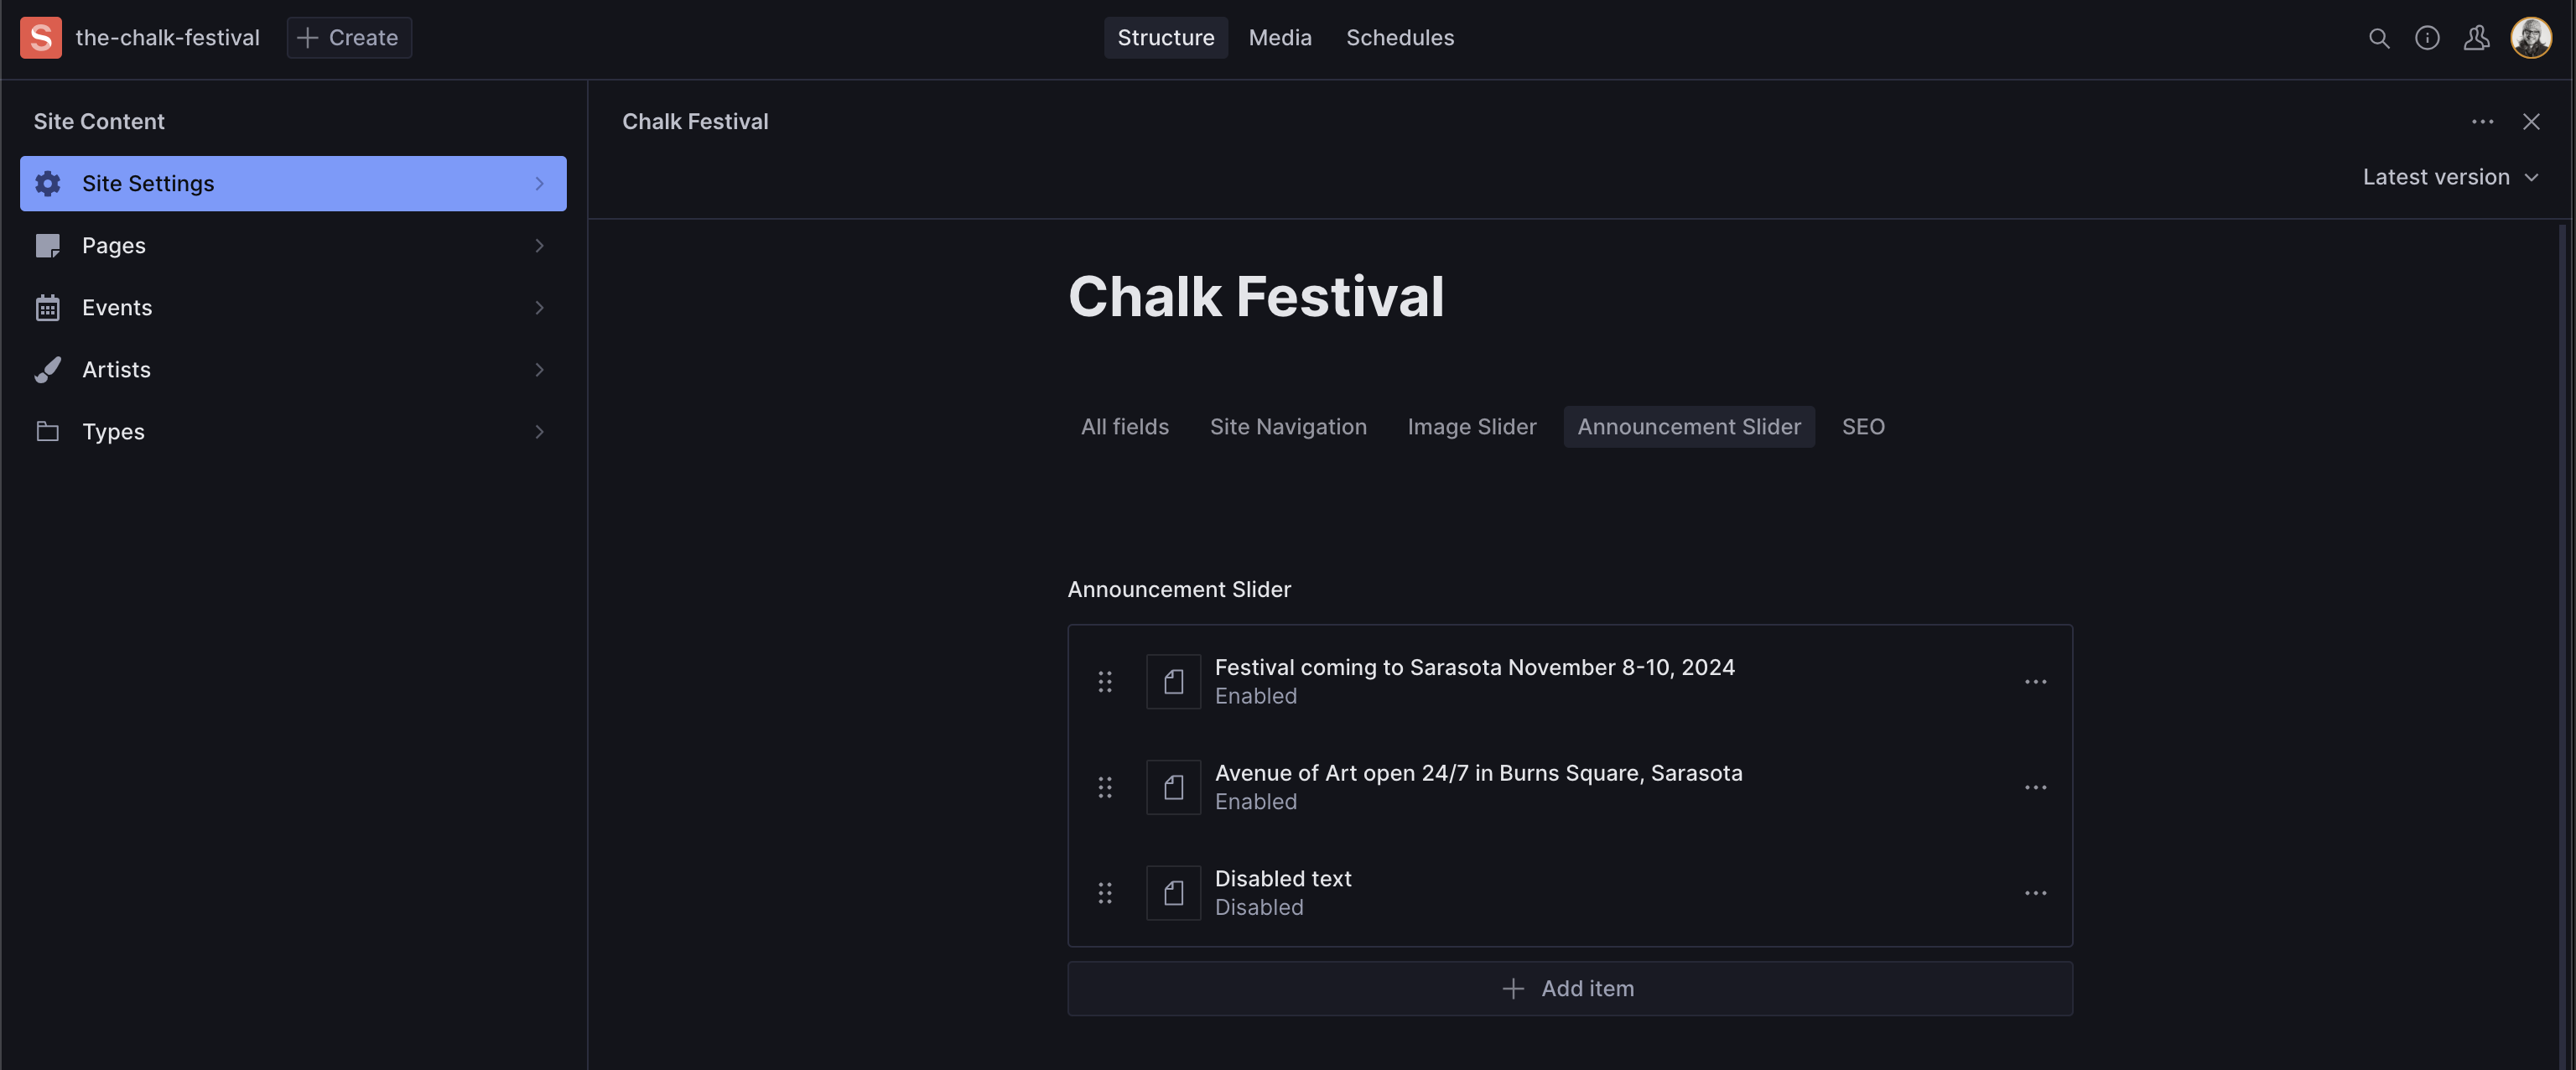 S the-chalk-festival
Create
Structure Media Schedules
Site Content
Site Settings
Pages
Events
Artists
Types
Chalk Festival
Latest version
Chalk Festival
All fields Site Navigation Image Slider Announcement Slider SEO
Announcement Slider
Festival coming to Sarasota November 8-10, 2024
Enabled
Avenue of Art open 24/7 in Burns Square, Sarasota
Enabled
Disabled text
Disabled
Add item